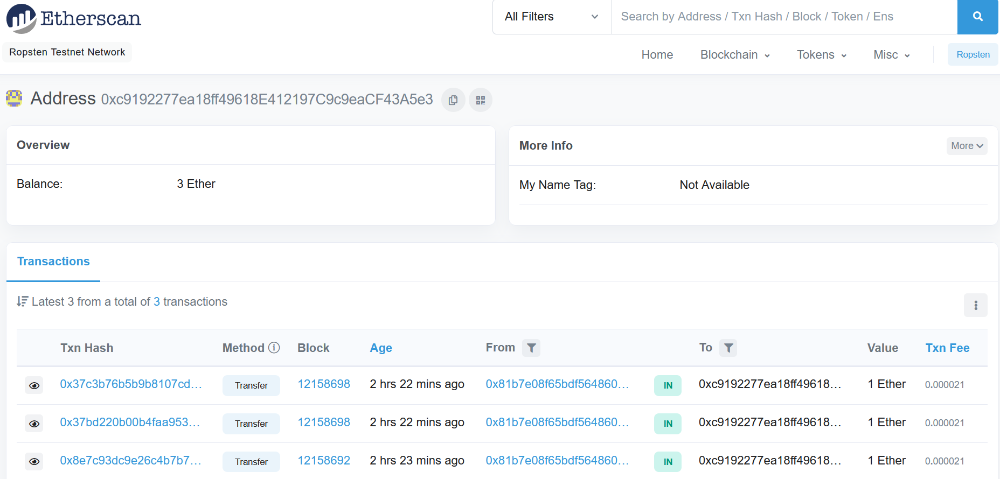 Etherscan
All Filters
Search by Address / Txn Hash / Block / Token / Ens
Ropsten Testnet Network
Home Blockchain Tokens Misc Ropsten
Address 0xc9192277ea18ff49618E412197C9c9eaCF43A5e3
Overview
Balance: 3 Ether
More Info More
My Name Tag: Not Available
Transactions
Latest 3 from a total of 3 transactions
Txn Hash Method Block Age From To Value Txn Fee
0x37c3b76b5b9b8107cd... Transfer 12158698 2 hrs 22 mins ago 0x81b7e08f65bdf564860... IN 0xc9192277ea18ff49618... 1 Ether 0.000021
0x37bd220b00b4faa953... Transfer 12158698 2 hrs 22 mins ago 0x81b7e08f65bdf564860... IN 0xc9192277ea18ff49618... 1 Ether 0.000021
0x8e7c93dc9e26c4b7b7... Transfer 12158692 2 hrs 23 mins ago 0x81b7e08f65bdf564860... IN 0xc9192277ea18ff49618... 1 Ether 0.000021